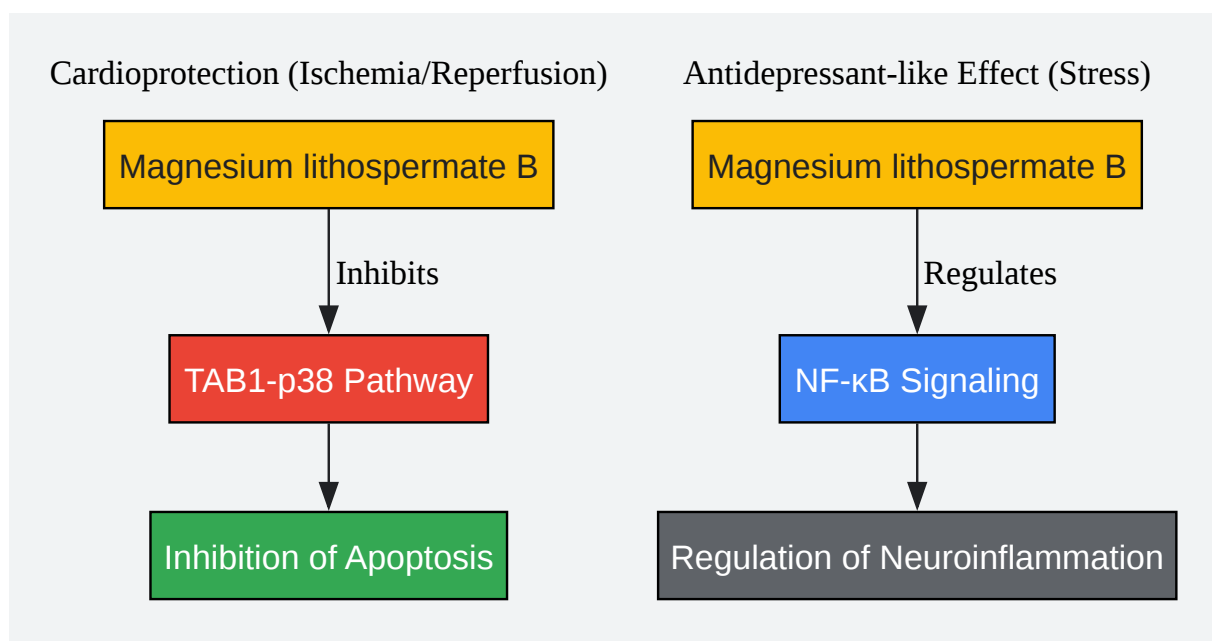 Cardioprotection (Ischemia/Reperfusion)
Magnesium lithospermate B
Inhibits
TAB1-p38 Pathway
Inhibition of Apoptosis
Antidepressant-like Effect (Stress)
Magnesium lithospermate B
Regulates
NF-κB Signaling
Regulation of Neuroinflammation